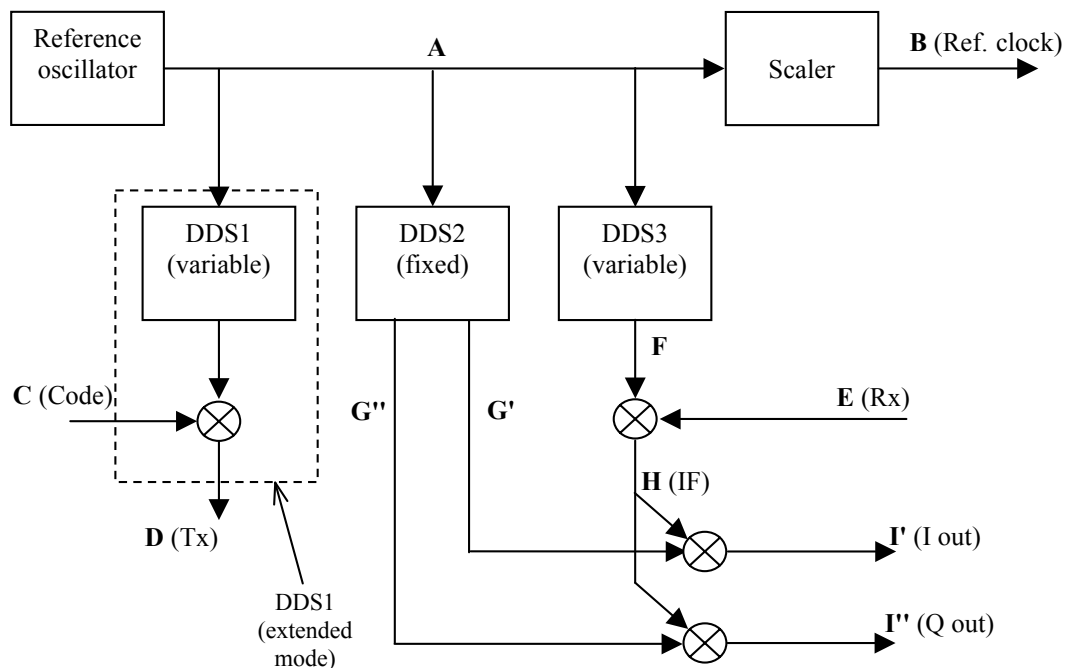 Reference
oscillator
A
B (Ref. clock)
Scaler
DDS1
(variable)
DDS2
(fixed)
DDS3
(variable)
F
C (Code)
G''
G'
E (Rx)
H (IF)
D (Tx)
I' (I out)
DDS1
(extended
mode)
I'' (Q out)